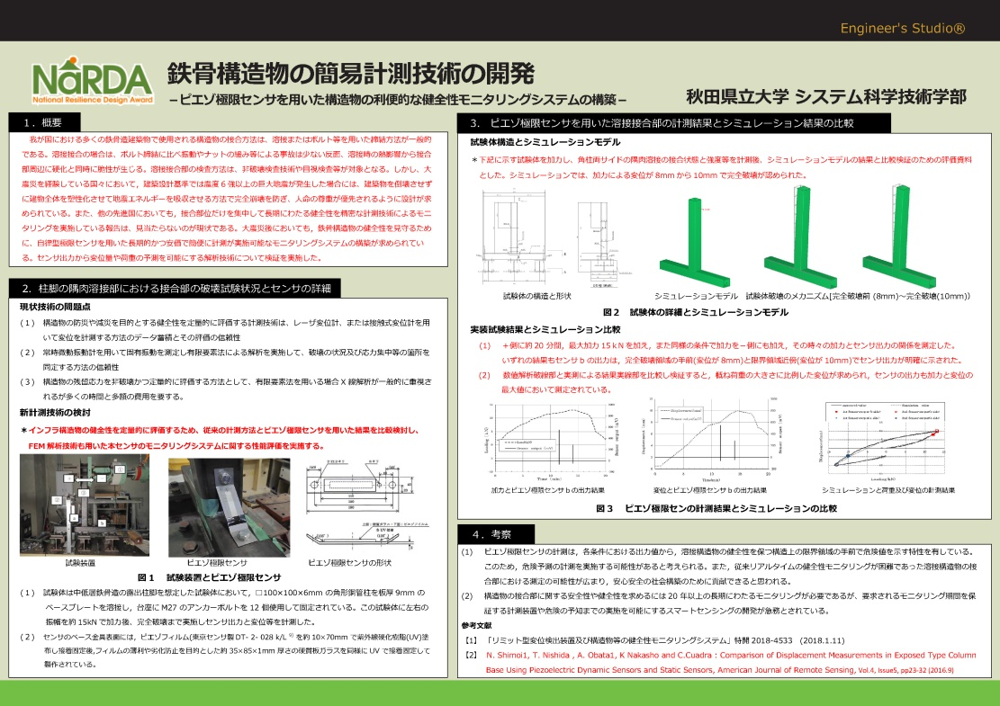 Engineer's Studio®
NaRDA
National Resilience Design Award
鉄骨構造物の簡易計測技術の開発
－ピエゾ極限センサを用いた構造物の利便的な健全性モニタリングシステムの構築－
秋田県立大学 システム科学技術学部
１．概要
我が国における多くの鉄骨造建築物で使用される構造物の接合方法は、溶接またはボルト等を用いた締結方法が一般的
である。溶接接合の場合は、ボルト締結に比べ振動やナットの緩み等による事故は少ない反面、溶接時の熱影響から接合
部周辺に硬化と同時に脆性が生じる。溶接接合部の検査方法は、非破壊検査技術や目視検査等が対象となる。しかし、大
震災を経験している国々において，建築設計基準では震度 6 強以上の巨大地震が発生した場合には、建築物を倒壊させず
に建物全体を塑性化させて地震エネルギーを吸収させる方法で完全崩壊を防ぎ、人命の尊重が優先されるように設計が求
められている。また、他の先進国においても，接合部位だけを集中して長期にわたる健全性を精密な計測技術によるモニ
タリングを実施している報告は、見当たらないのが現状である。大震災後においても，鉄骨構造物の健全性を見守るため
に、自律型極限センサを用いた長期的かつ安価で簡便に計測が実施可能なモニタリングシステムの構築が求められてい
る。センサ出力から変位量や荷重の予測を可能にする解析技術について検証を実施した。
2．柱脚の隅肉溶接部における接合部の破壊試験状況とセンサの詳細
現状技術の問題点
（１） 構造物の防災や減災を目的とする健全性を定量的に評価する計測技術は、レーザ変位計、または接触式変位計を用
いて変位を計測する方法のデータ蓄積とその評価の信頼性
（２） 常時微動振動計を用いて固有振動を測定し有限要素法による解析を実施して、破壊の状況及び応力集中等の箇所を
同定する方法の信頼性
（３） 構造物の残留応力を非破壊かつ定量的に評価する方法として、有限要素法を用いる場合 X 線解析が一般的に重視さ
れるが多くの時間と多額の費用を要する。
新計測技術の検討
＊インフラ構造物の健全性を定量的に評価するため、従来の計測方法とピエゾ極限センサを用いた結果を比較検討し、
FEM 解析技術も用いた本センサのモニタリングシステムに関する性能評価を実施する。
試験装置
ピエゾ極限センサ
ピエゾ極限センサの形状
図１ 試験装置とピエゾ極限センサ
（１） 試験体は中低層鉄骨造の露出柱脚を想定した試験体において，□100×100×6mm の角形鋼管柱を板厚 9mm の
ベースプレートを溶接し，台座に M27 のアンカーボルトを 12 個使用して固定されている。この試験体に左右の
振幅を約 15kN で加力後、完全破壊まで実施しセンサ出力と変位等を計測した。
（２） センサのベース金具表面には，ピエゾフィルム(東京センサ製 DT- 2- 028 k/L ⁹⁾ を約 10×70mm で紫外線硬化樹脂(UV)塗
布し接着固定後,フィルムの薄利や劣化防止を目的とした約 35×85×1mm 厚さの硬質板ガラスを同様に UV で接着固定して
製作されている。
3． ピエゾ極限センサを用いた溶接接合部の計測結果とシミュレーション結果の比較
試験体構造とシミュレーションモデル
＊下記に示す試験体を加力し、角柱両サイドの隅肉溶接の接合状態と強度等を計測後、シミュレーションモデルの結果と比較検証のための評価資料
とした。シミュレーションでは、加力による変位が 8mm から 10mm で完全破壊が認められた。
試験体の構造と形状
シミュレーションモデル 試験体破壊のメカニズム[完全破壊前 (8mm)～完全破壊(10mm)）
図２ 試験体の詳細とシミュレーションモデル
実装試験結果とシミュレーション比較
(1) ＋側に約 20 分間，最大加力 15ｋN を加え，また同様の条件で加力を－側にも加え，その時々の加力とセンサ出力の関係を測定した。
いずれの結果もセンサ b の出力は，完全破壊領域の手前(変位が 8mm)と限界領域近傍(変位が 10mm)でセンサ出力が明確に示された。
(2) 数値解析破線部と実測による結果実線部を比較し検証すると，概ね荷重の大きさに比例した変位が求められ，センサの出力も加力と変位の
最大値において測定されている。
加力とピエゾ極限センサ b の出力結果
変位とピエゾ極限センサ b の出力結果
シミュレーションと荷重及び変位の計測結果
図３ ピエゾ極限センの計測結果とシミュレーションの比較
４．考察
(1) ピエゾ極限センサの計測は，各条件における出力値から，溶接構造物の健全性を保つ構造上の限界領域の手前で危険値を示す特性を有している。
このため，危険予測の計測を実施する可能性があると考えられる。また，従来リアルタイムの健全性モニタリングが困難であった溶接構造物の接
合部における測定の可能性が広まり，安心安全の社会構築のために貢献できると思われる。
(2) 構造物の接合部に関する安全性や健全性を求めるには 20 年以上の長期にわたるモニタリングが必要であるが，要求されるモニタリング期間を保
証する計測装置や危険の予知までの実施を可能にするスマートセンシングの開発が急務とされている。
参考文献
【1】 「リミット型変位検出装置及び構造物等の健全性モニタリングシステム」特開 2018-4533 (2018.1.11)
【2】 N. Shimoi1, T. Nishida , A. Obata1, K Nakasho and C.Cuadra : Comparison of Displacement Measurements in Exposed Type Column
Base Using Piezoelectric Dynamic Sensors and Static Sensors, American Journal of Remote Sensing, Vol.4, Issue5, pp23-32 (2016.9)